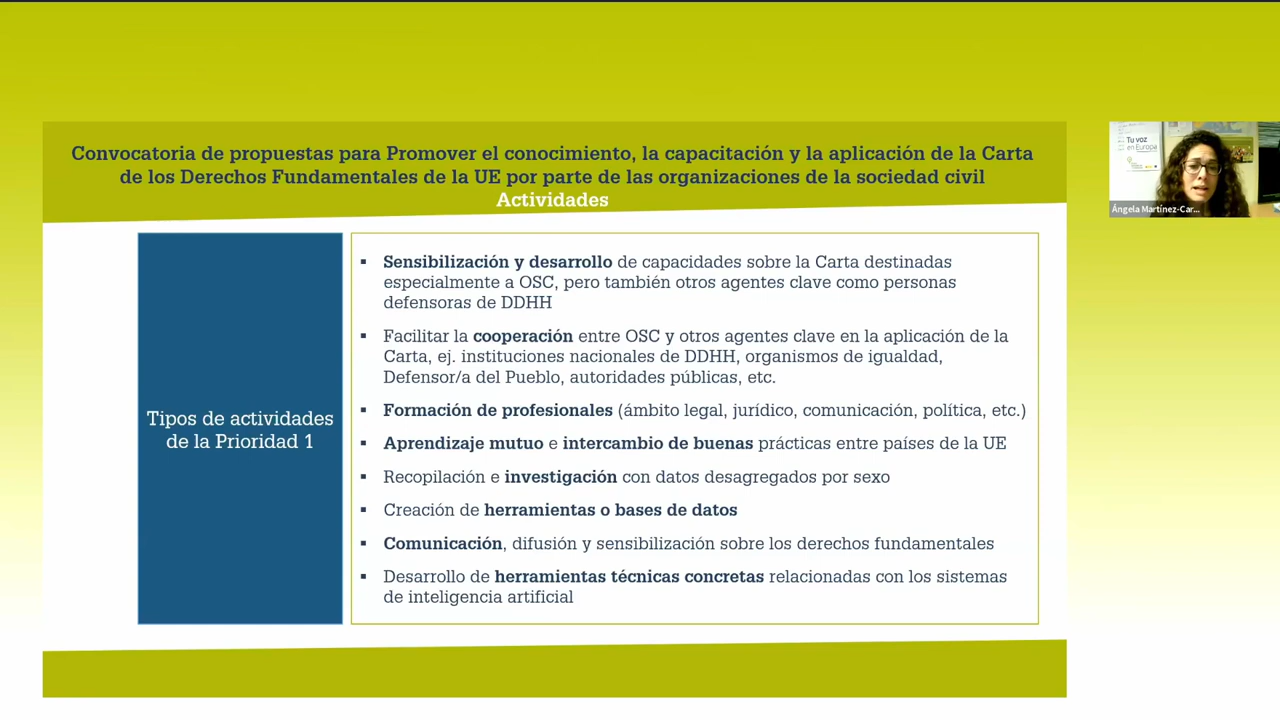 Convocatoria de propuestas para Promover el conocimiento, la capacitación y la aplicación de la Carta
de los Derechos Fundamentales de la UE por parte de las organizaciones de la sociedad civil
Actividades
Tipos de actividades
de la Prioridad 1
▪ Sensibilización y desarrollo de capacidades sobre la Carta destinadas
especialmente a OSC, pero también otros agentes clave como personas
defensoras de DDHH
▪ Facilitar la cooperación entre OSC y otros agentes clave en la aplicación de la
Carta, ej. instituciones nacionales de DDHH, organismos de igualdad,
Defensor/a del Pueblo, autoridades públicas, etc.
▪ Formación de profesionales (ámbito legal, jurídico, comunicación, política, etc.)
▪ Aprendizaje mutuo e intercambio de buenas prácticas entre países de la UE
▪ Recopilación e investigación con datos desagregados por sexo
▪ Creación de herramientas o bases de datos
▪ Comunicación, difusión y sensibilización sobre los derechos fundamentales
▪ Desarrollo de herramientas técnicas concretas relacionadas con los sistemas
de inteligencia artificial
Tu voz
en Europa
Ángela Martínez-Car...